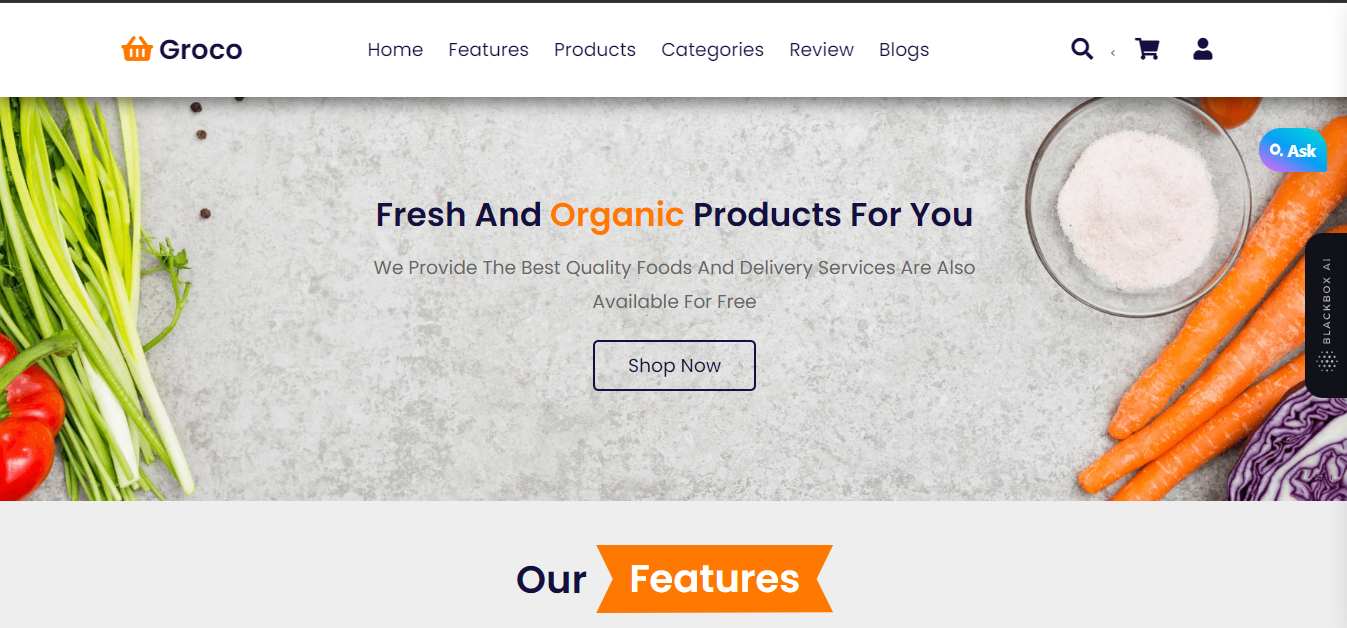 Groco
Home Features Products Categories Review Blogs
<
O. Ask
Fresh And Organic Products For You
We Provide The Best Quality Foods And Delivery Services Are Also
Available For Free
Shop Now
BLACKBOX AI
Our Features